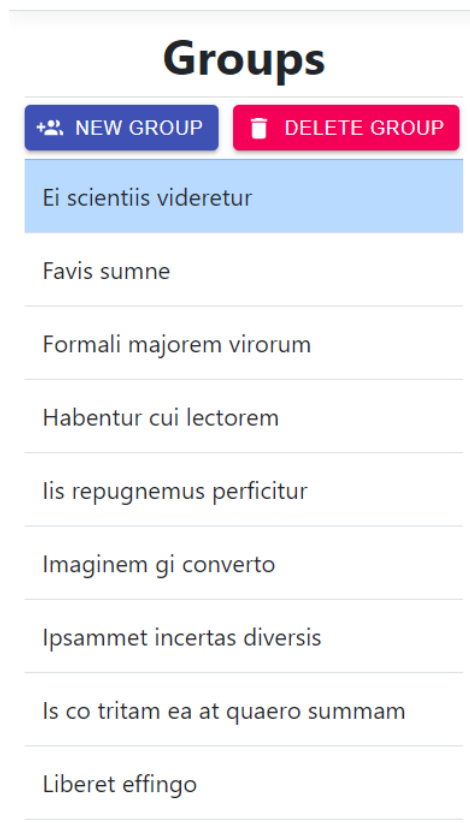 Groups
NEW GROUP DELETE GROUP
Ei scientiis videretur
Favis sumne
Formali majorem virorum
Habentur cui lectorem
Iis repugnemus perficitur
Imaginem gi converto
Ipsammet incertas diversis
Is co tritam ea at quaero summam
Liberet effingo